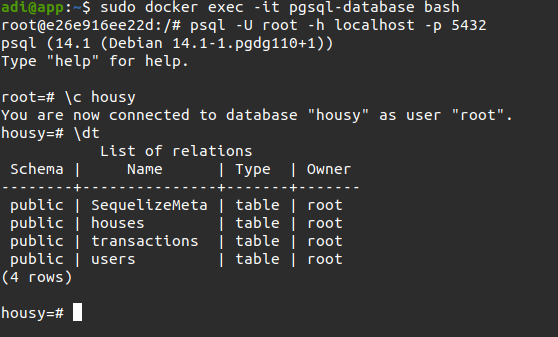 adi@app:~$ sudo docker exec -it pgsql-database bash
root@e26e916ee22d:/# psql -U root -h localhost -p 5432
psql (14.1 (Debian 14.1-1.pgdg110+1))
Type "help" for help.

root=# \c housy
You are now connected to database "housy" as user "root".
housy=# \dt
           List of relations
 Schema |     Name      | Type  | Owner
--------+---------------+-------+-------
 public | SequelizeMeta | table | root
 public | houses        | table | root
 public | transactions  | table | root
 public | users         | table | root
(4 rows)

housy=#